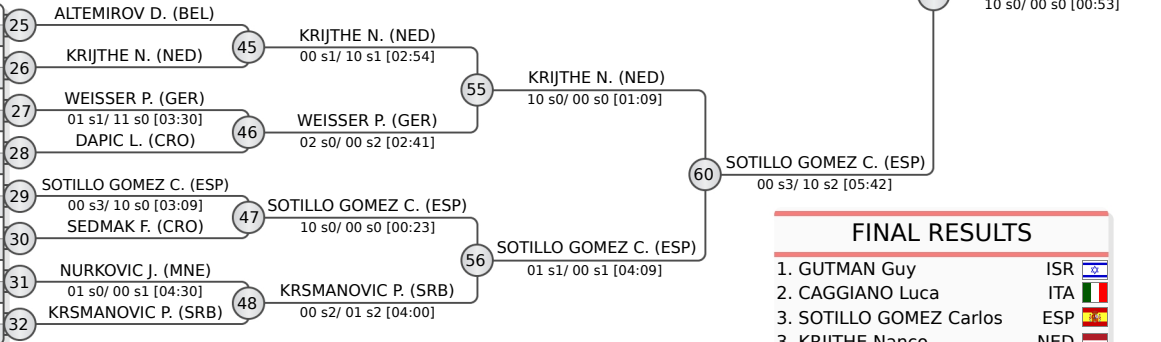 10 s0/ 00 s0 [00:53]
25
ALTEMIROV D. (BEL)
45
KRIJTHE N. (NED)
00 s1/ 10 s1 [02:54]
26
KRIJTHE N. (NED)
55
KRIJTHE N. (NED)
10 s0/ 00 s0 [01:09]
27
WEISSER P. (GER)
01 s1/ 11 s0 [03:30]
46
WEISSER P. (GER)
02 s0/ 00 s2 [02:41]
28
DAPIC L. (CRO)
60
SOTILLO GOMEZ C. (ESP)
00 s3/ 10 s2 [05:42]
29
SOTILLO GOMEZ C. (ESP)
00 s3/ 10 s0 [03:09]
47
SOTILLO GOMEZ C. (ESP)
10 s0/ 00 s0 [00:23]
30
SEDMAK F. (CRO)
56
SOTILLO GOMEZ C. (ESP)
01 s1/ 00 s1 [04:09]
31
NURKOVIC J. (MNE)
01 s0/ 00 s1 [04:30]
48
KRSMANOVIC P. (SRB)
00 s2/ 01 s2 [04:00]
32
KRSMANOVIC P. (SRB)
FINAL RESULTS
1. GUTMAN Guy ISR
2. CAGGIANO Luca ITA
3. SOTILLO GOMEZ Carlos ESP
3. KRIJTHE Nance NED